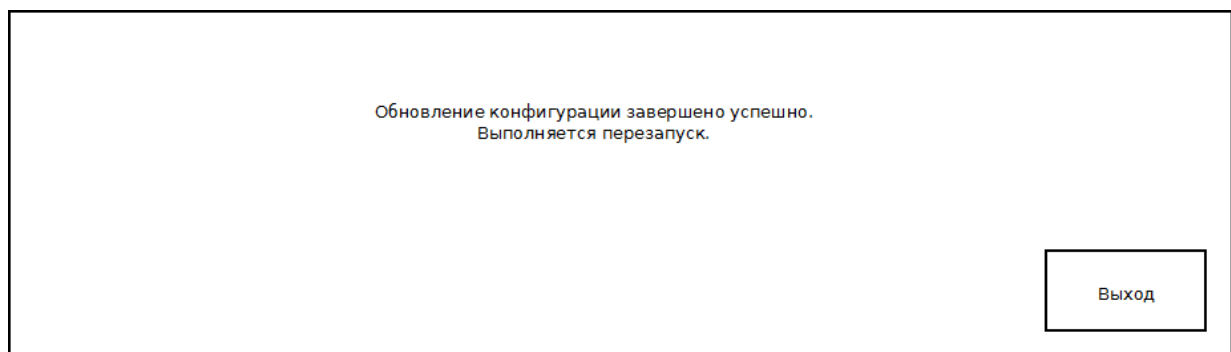 Обновление конфигурации завершено успешно.
Выполняется перезапуск.
Выход